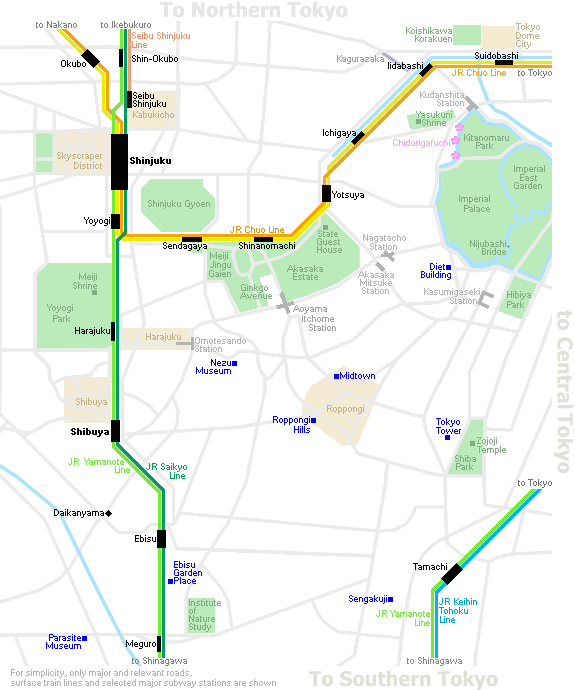 To Northern Tokyo
to Nakano
to Ikebukuro
Seibu Shinjuku
Line
Koishikawa
Korakuen
Tokyo
Dome
City
Okubo
Shin-Okubo
Kagurazaka
Iidabashi
Suidobashi
JR Chuo Line
to Tokyo
Seibu
Shinjuku
Kabukicho
Kudanshita
Station
Yasukuni
Shrine
Ichigaya
Chidorigafuchi
Kitanomaru
Park
Shinjuku
Skyscraper
District
Imperial
East
Garden
Yotsuya
Imperial
Palace
Shinjuku Gyoen
Yoyogi
JR Chuo Line
State
Guest
House
Nagatacho
Station
Nijubashi
Bridge
Sendagaya
Shinanomachi
Meiji
Jingu
Gaien
Akasaka
Estate
Akasaka
Mitsuke
Station
Diet
Building
Meiji
Shrine
Ginkgo
Avenue
Kasumigaseki
Station
Hibiya
Park
Yoyogi
Park
Aoyama
Itchome
Station
Harajuku
Harajuku
Omotesando
Station
to Central Tokyo
Nezu
Museum
Midtown
Shibuya
Roppongi
Roppongi
Hills
Tokyo
Tower
Shibuya
Zojoji
Temple
Shiba
Park
JR Yamanote
Line
JR Saikyo
Line
to Tokyo
Daikanyama
Ebisu
Ebisu
Garden
Place
Tamachi
Institute
of
Nature
Study
Sengakuji
JR Yamanote
Line
JR Keihin
Tohoku
Line
Parasite
Museum
Meguro
to Shinagawa
to Shinagawa
For simplicity, only major and relevant roads,
surface train lines and selected major subway stations are shown
To Southern Tokyo